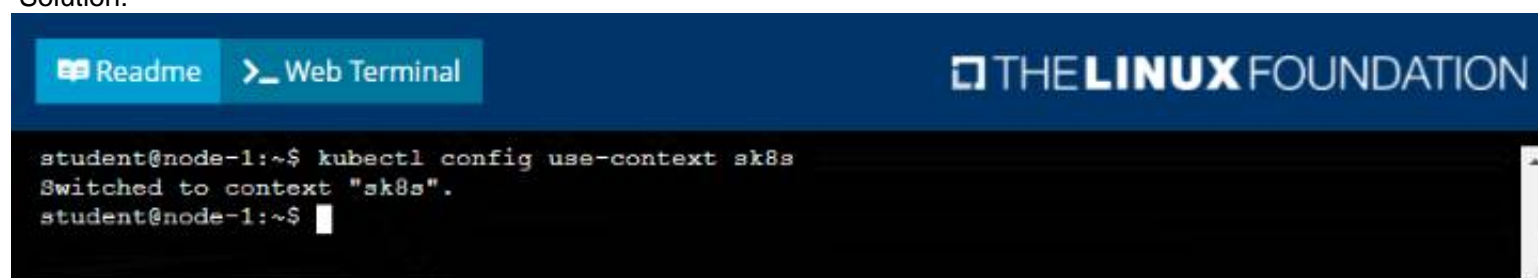 Solution:
Readme >_ Web Terminal THE LINUX FOUNDATION
student@node-1:~$ kubectl config use-context sk8s
Switched to context "sk8s".
student@node-1:~$